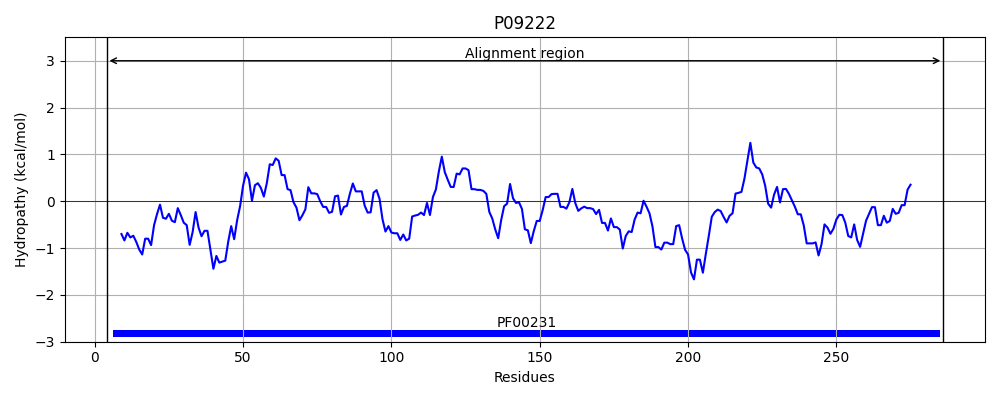 P09222
Alignment region
Hydropathy (kcal/mol)
3
2
1
0
−1
−2
−3
PF00231
0 50 100 150 200 250
Residues